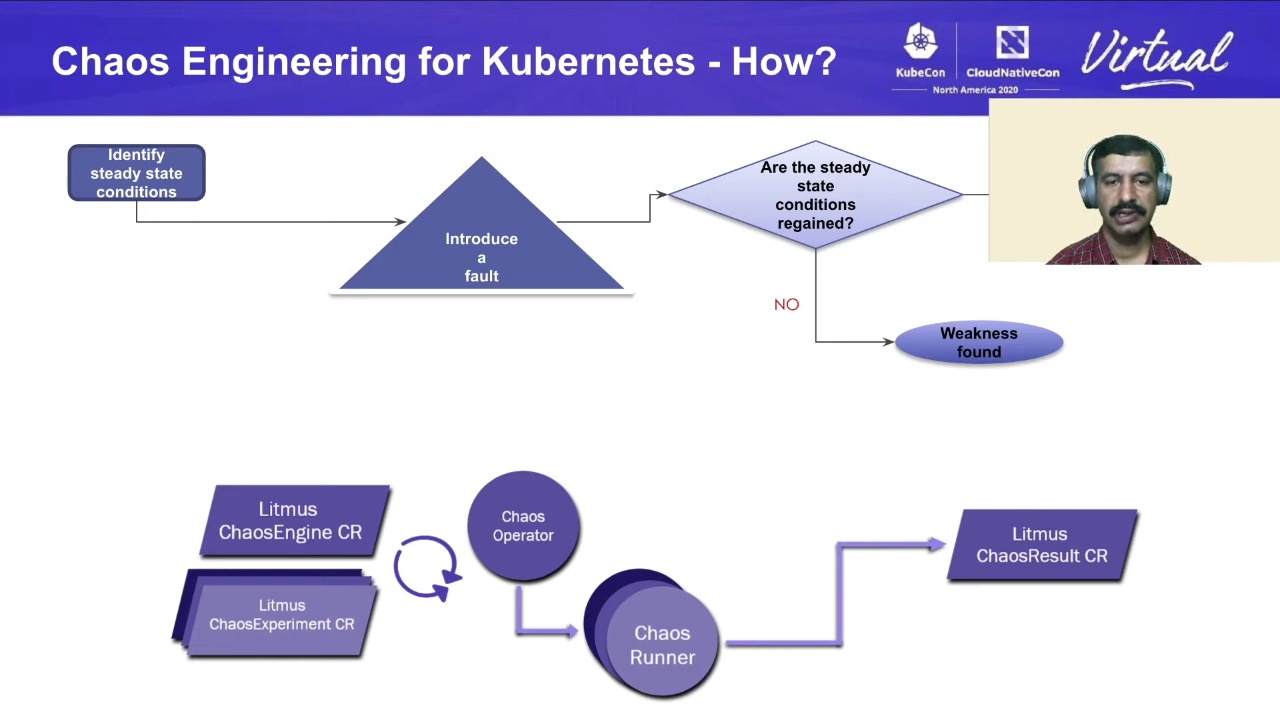 Chaos Engineering for Kubernetes - How?
KubeCon
CloudNativeCon
North America 2020
Virtual
Identify
steady state
conditions
Introduce
a
fault
Are the steady
state
conditions
regained?
NO
Weakness
found
Litmus
ChaosEngine CR
Litmus
ChaosExperiment CR
Chaos
Operator
Chaos
Runner
Litmus
ChaosResult CR